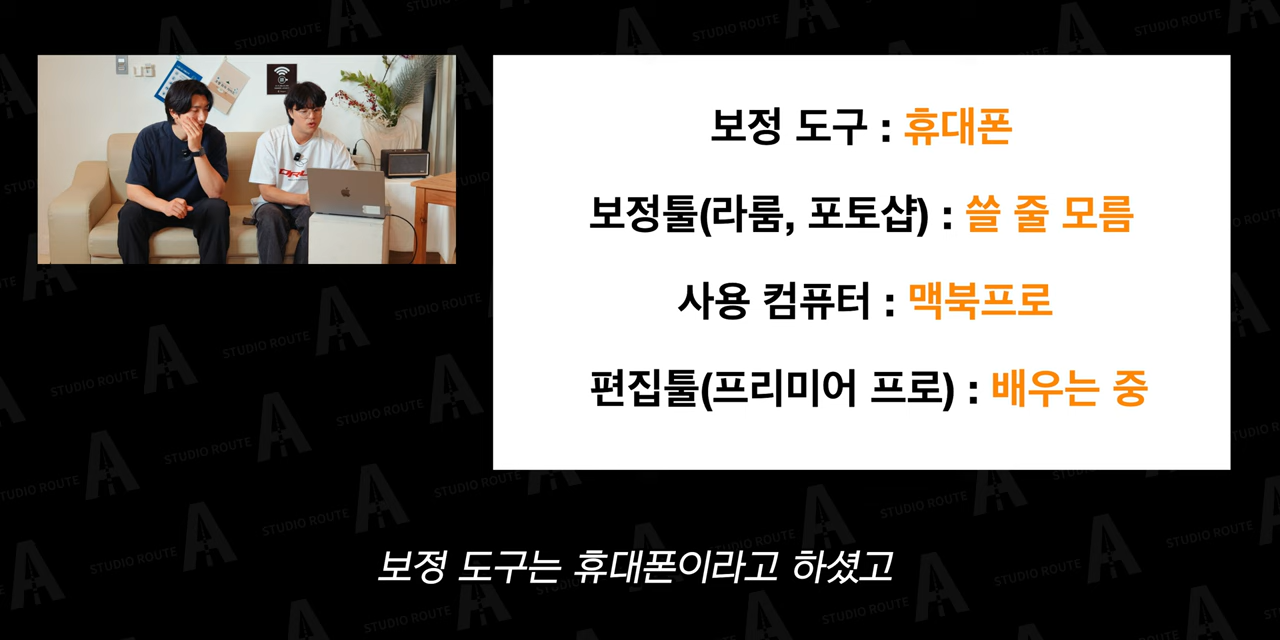 보정 도구 : 휴대폰
보정툴(라룸, 포토샵) : 쓸 줄 모름
사용 컴퓨터 : 맥북프로
편집툴(프리미어 프로) : 배우는 중
보정 도구는 휴대폰이라고 하셨고
STUDIO ROUTE